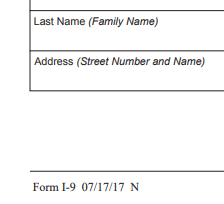 Last Name (Family Name)
Address (Street Number and Name)
Form I-9 07/17/17 N